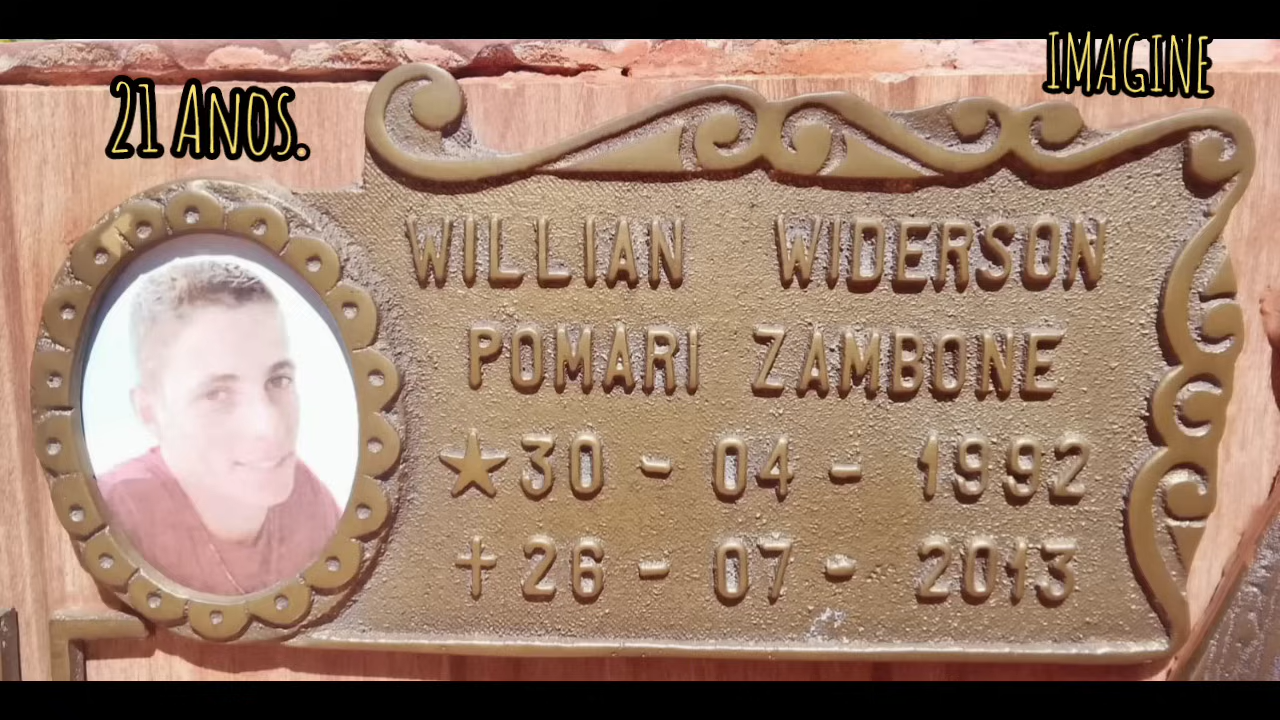 21 ANOS.
IMAGINE
WILLIAN WIDERSON
POMARI ZAMBONE
★ 30 - 04 - 1992
✝ 26 - 07 - 2013